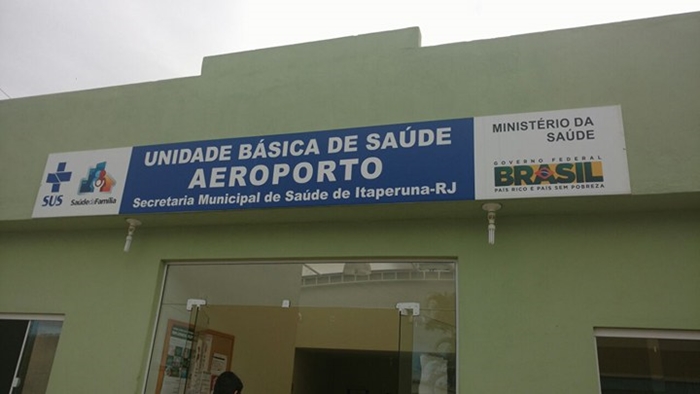 SUS
Saúde da Família
UNIDADE BÁSICA DE SAÚDE
AEROPORTO
Secretaria Municipal de Saúde de Itaperuna-RJ
MINISTÉRIO DA
SAÚDE
GOVERNO FEDERAL
BRASIL
PAÍS RICO É PAÍS SEM POBREZA